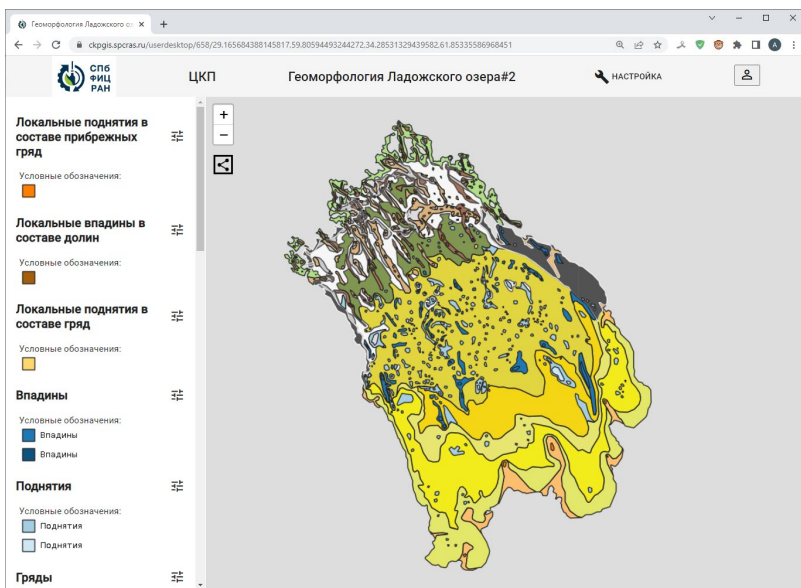 Геоморфология Ладожского оз
ckpgis.spcras.ru/userdesktop/658/29.165684388145817.59.80594493244272,34.28531329439582.61.85335586968451
СПб
ФИЦ
РАН
ЦКП
Геоморфология Ладожского озера#2
НАСТРОЙКА
Локальные поднятия в
составе прибрежных
гряд
Условные обозначения:
Локальные впадины в
составе долин
Условные обозначения:
Локальные поднятия в
составе гряд
Условные обозначения:
Впадины
Условные обозначения:
Впадины
Впадины
Поднятия
Условные обозначения:
Поднятия
Поднятия
Гряды